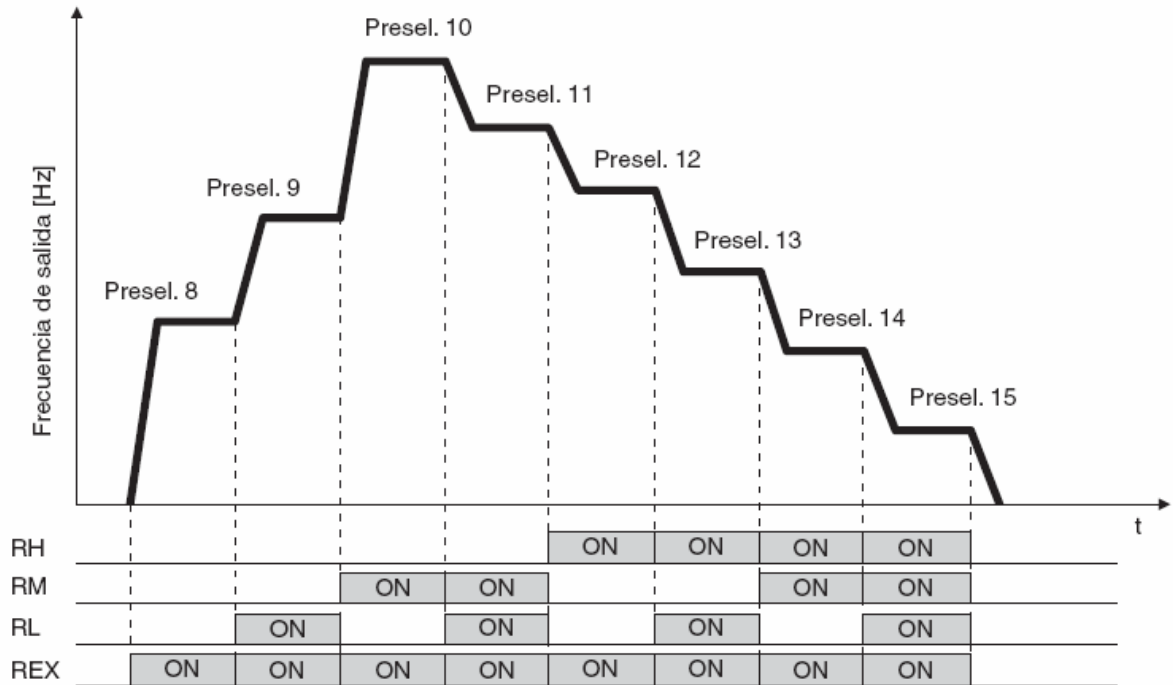 Presel. 10
Presel. 11
Presel. 12
Presel. 9
Presel. 13
Presel. 8
Presel. 14
Presel. 15
Frecuencia de salida [Hz]
t
RH ON ON ON ON
RM ON ON ON ON
RL ON ON ON ON
REX ON ON ON ON ON ON ON ON